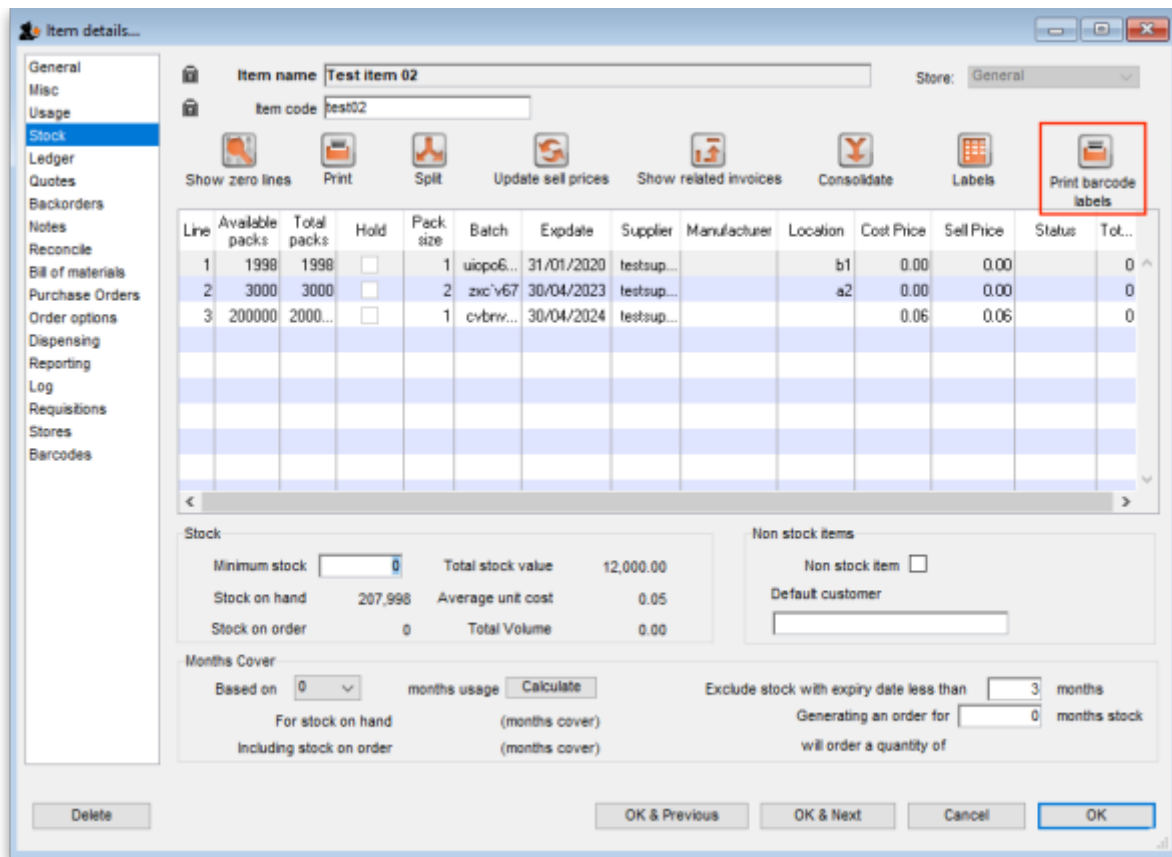 Item details...
General
Misc
Usage
Stock
Ledger
Quotes
Backorders
Notes
Reconcile
Bill of materials
Purchase Orders
Order options
Dispensing
Reporting
Log
Requisitions
Stores
Barcodes
Item name Test item 02 Store: General
Item code test02
Show zero lines Print Split Update sell prices Show related invoices Consolidate Labels Print barcode labels
Line Available packs Total packs Hold Pack size Batch Expdate Supplier Manufacturer Location Cost Price Sell Price Status Tot...
1 1998 1998 1 uiopo6... 31/01/2020 testsup... b1 0.00 0.00 0
2 3000 3000 2 zxc`v67 30/04/2023 testsup... a2 0.00 0.00 0
3 200000 2000... 1 cvbnv... 30/04/2024 testsup... 0.06 0.06 0
Stock
Minimum stock 0 Total stock value 12,000.00
Stock on hand 207,998 Average unit cost 0.05
Stock on order 0 Total Volume 0.00
Non stock items
Non stock item
Default customer
Months Cover
Based on 0 months usage Calculate Exclude stock with expiry date less than 3 months
For stock on hand (months cover) Generating an order for 0 months stock
Including stock on order (months cover) will order a quantity of
Delete OK & Previous OK & Next Cancel OK